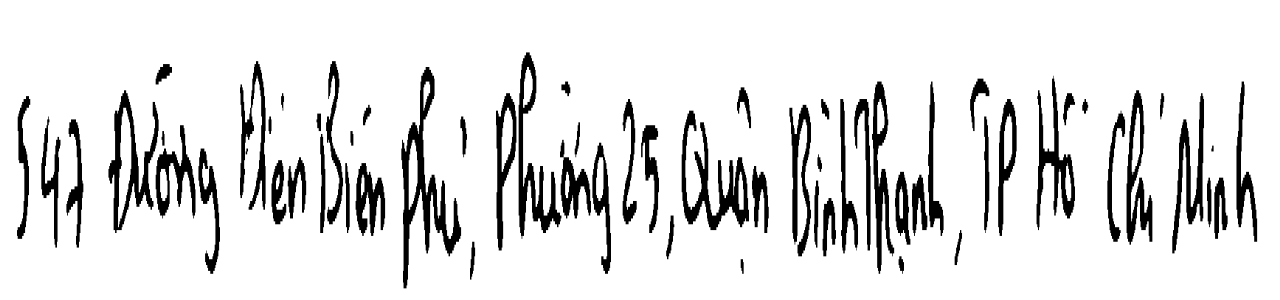 547 Đường Điện Biên Phủ, Phường 25, Quận Bình Thạnh, TP Hồ Chí Minh